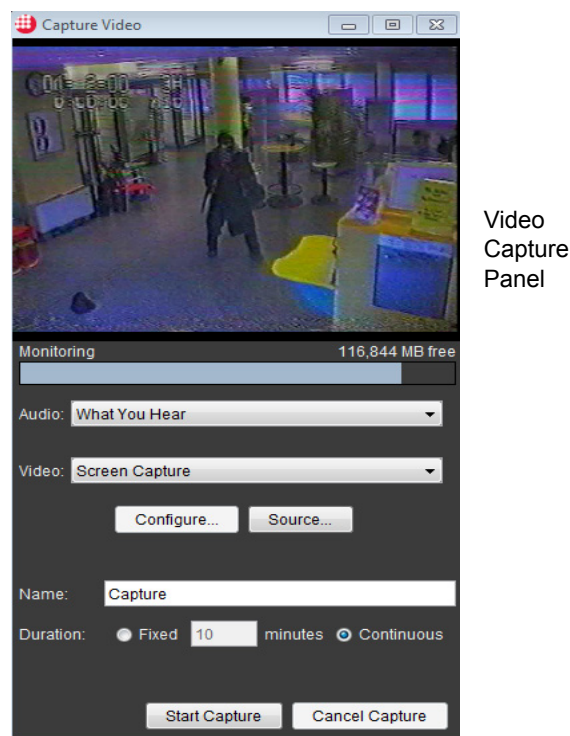 Capture Video
Monitoring 116,844 MB free
Audio: What You Hear
Video: Screen Capture
Configure... Source...
Name: Capture
Duration: Fixed 10 minutes Continuous
Start Capture Cancel Capture
Video
Capture
Panel